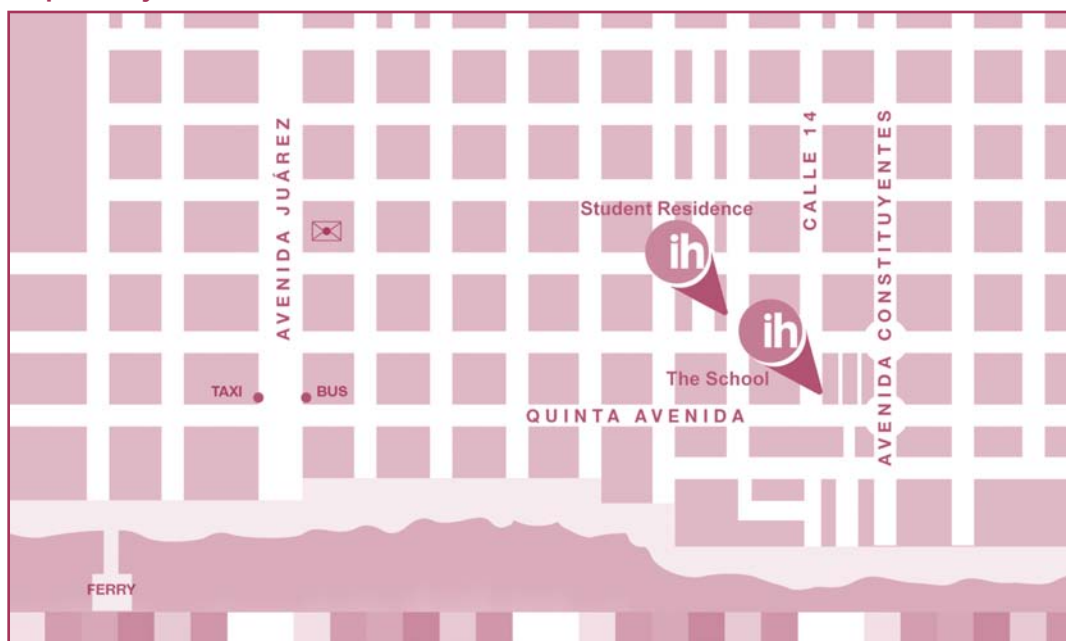 AVENIDA JUÁREZ
CALLE 14
AVENIDA CONSTITUYENTES
Student Residence
ih
ih
The School
TAXI
BUS
QUINTA AVENIDA
FERRY